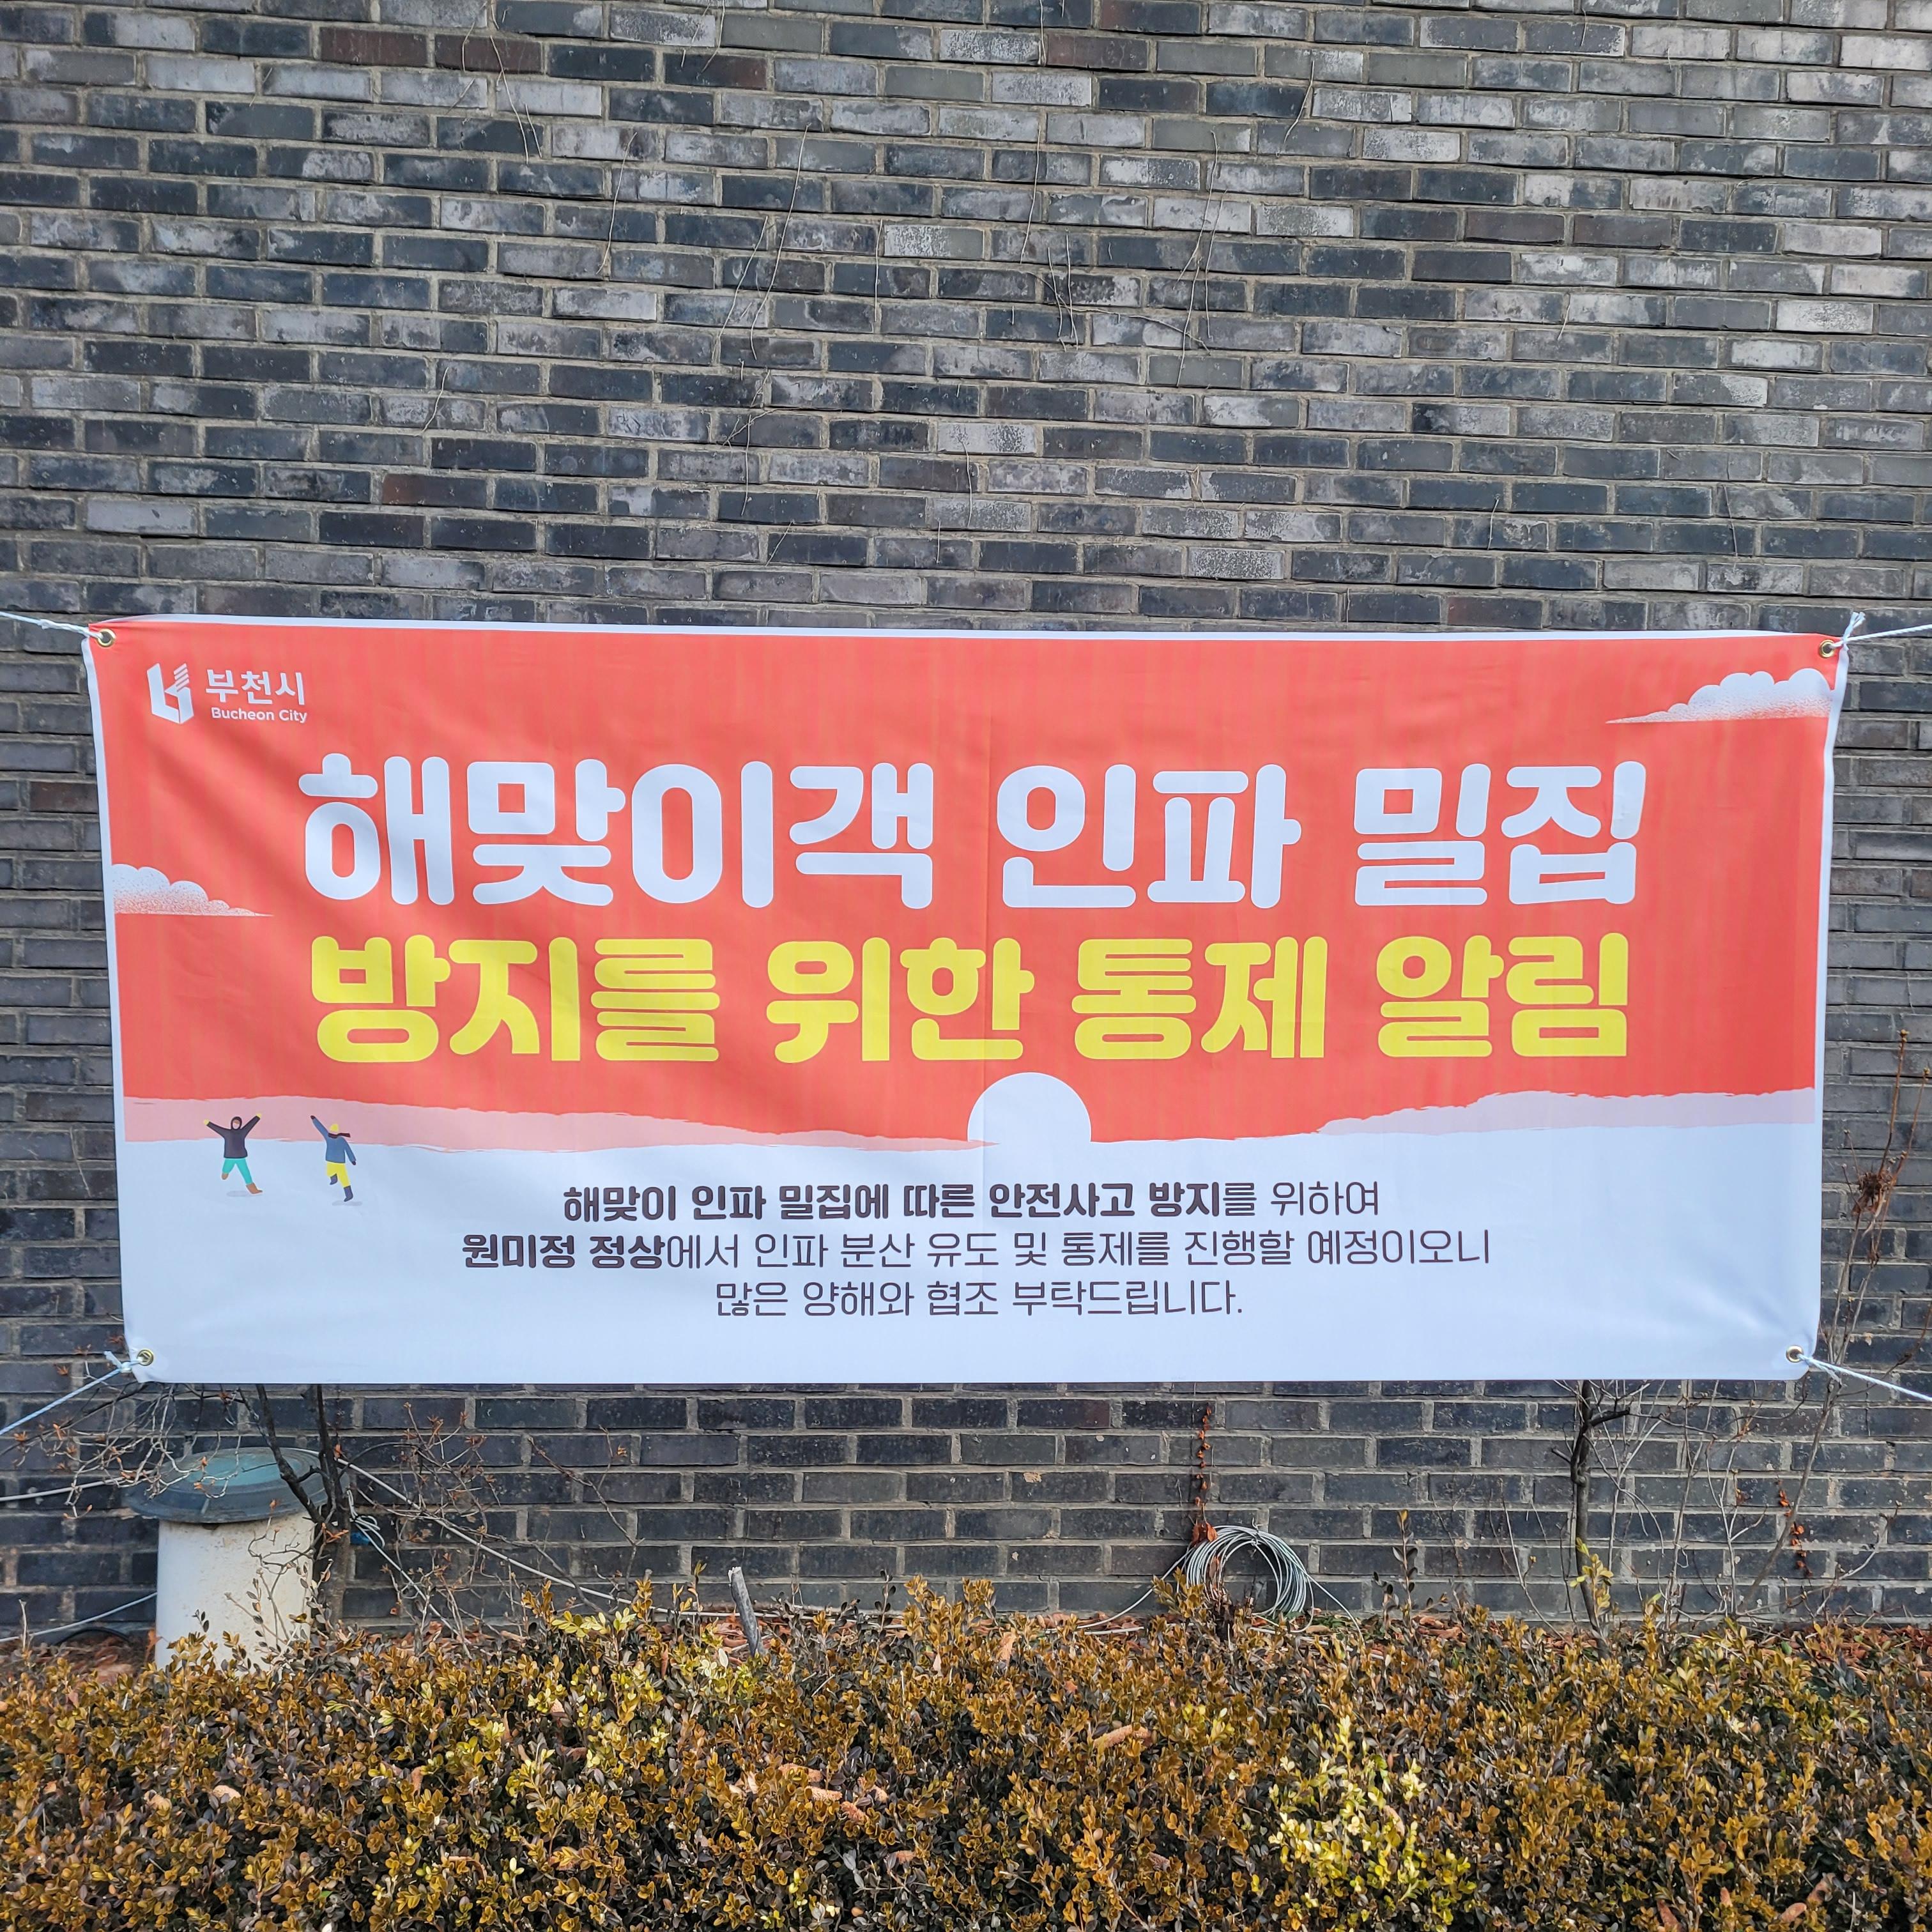 부천시
Bucheon City
해맞이객 인파 밀집
방지를 위한 통제 알림
해맞이 인파 밀집에 따른 안전사고 방지를 위하여
원미정 정상에서 인파 분산 유도 및 통제를 진행할 예정이오니
많은 양해와 협조 부탁드립니다.